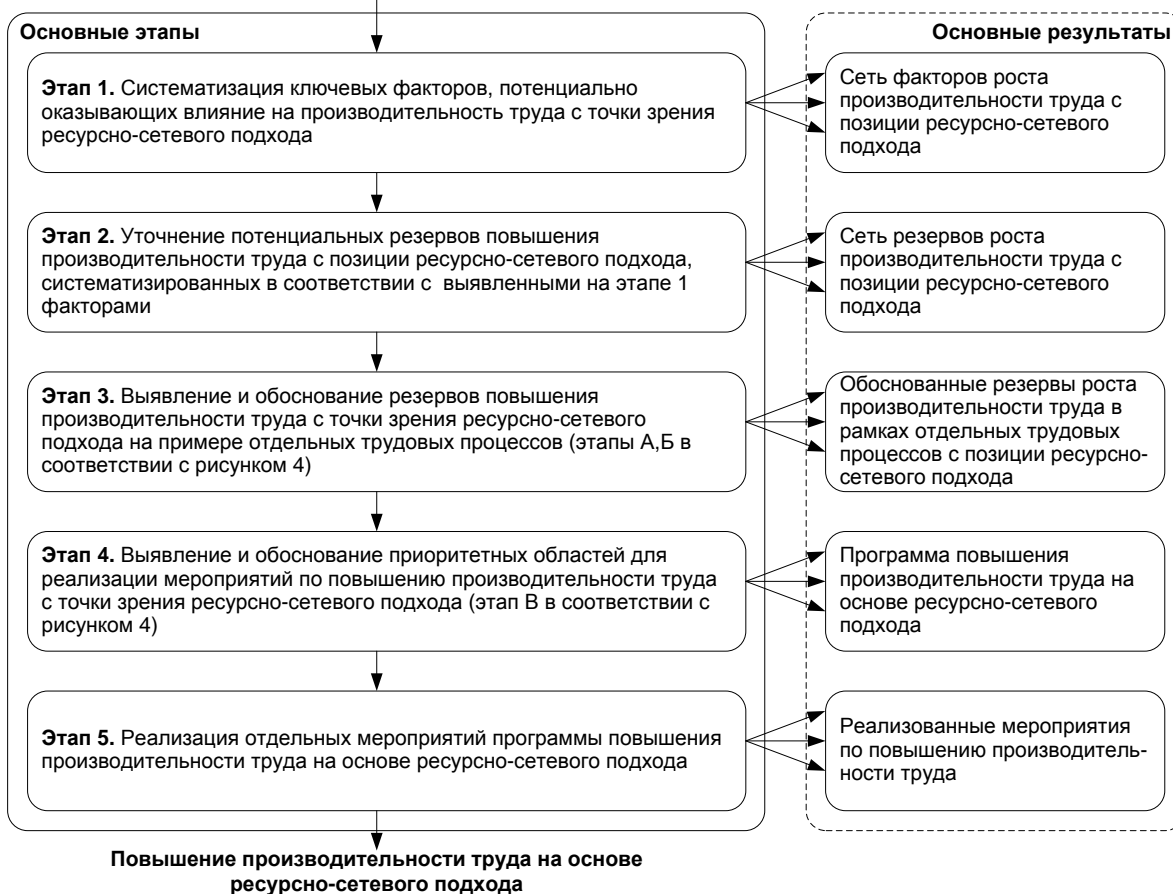 Основные этапы
Основные результаты
Этап 1. Систематизация ключевых факторов, потенциально
оказывающих влияние на производительность труда с точки зрения
ресурсно-сетевого подхода
Сеть факторов роста
производительности труда с
позиции ресурсно-сетевого
подхода
Этап 2. Уточнение потенциальных резервов повышения
производительности труда с позиции ресурсно-сетевого подхода,
систематизированных в соответствии с выявленными на этапе 1
факторами
Сеть резервов роста
производительности труда с
позиции ресурсно-сетевого
подхода
Этап 3. Выявление и обоснование резервов повышения
производительности труда с точки зрения ресурсно-сетевого
подхода на примере отдельных трудовых процессов (этапы А,Б в
соответствии с рисунком 4)
Обоснованные резервы роста
производительности труда в
рамках отдельных трудовых
процессов с позиции ресурсно-
сетевого подхода
Этап 4. Выявление и обоснование приоритетных областей для
реализации мероприятий по повышению производительности труда
с точки зрения ресурсно-сетевого подхода (этап В в соответствии с
рисунком 4)
Программа повышения
производительности труда на
основе ресурсно-сетевого
подхода
Этап 5. Реализация отдельных мероприятий программы повышения
производительности труда на основе ресурсно-сетевого подхода
Реализованные мероприятия
по повышению производитель-
ности труда
Повышение производительности труда на основе
ресурсно-сетевого подхода